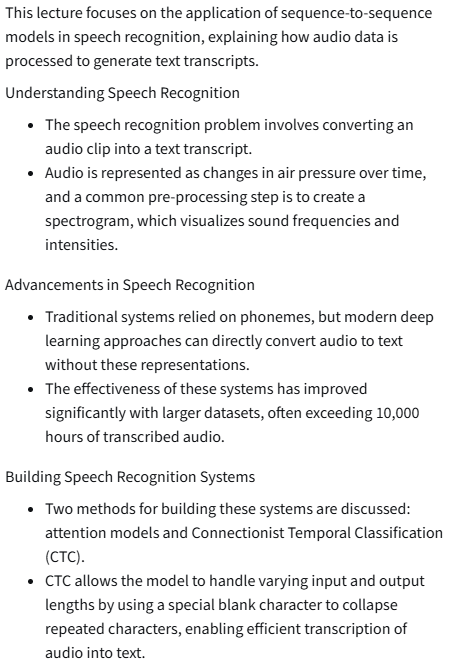 This lecture focuses on the application of sequence-to-sequence
models in speech recognition, explaining how audio data is
processed to generate text transcripts.
Understanding Speech Recognition
• The speech recognition problem involves converting an
audio clip into a text transcript.
• Audio is represented as changes in air pressure over time,
and a common pre-processing step is to create a
spectrogram, which visualizes sound frequencies and
intensities.
Advancements in Speech Recognition
• Traditional systems relied on phonemes, but modern deep
learning approaches can directly convert audio to text
without these representations.
• The effectiveness of these systems has improved
significantly with larger datasets, often exceeding 10,000
hours of transcribed audio.
Building Speech Recognition Systems
• Two methods for building these systems are discussed:
attention models and Connectionist Temporal Classification
(CTC).
• CTC allows the model to handle varying input and output
lengths by using a special blank character to collapse
repeated characters, enabling efficient transcription of
audio into text.